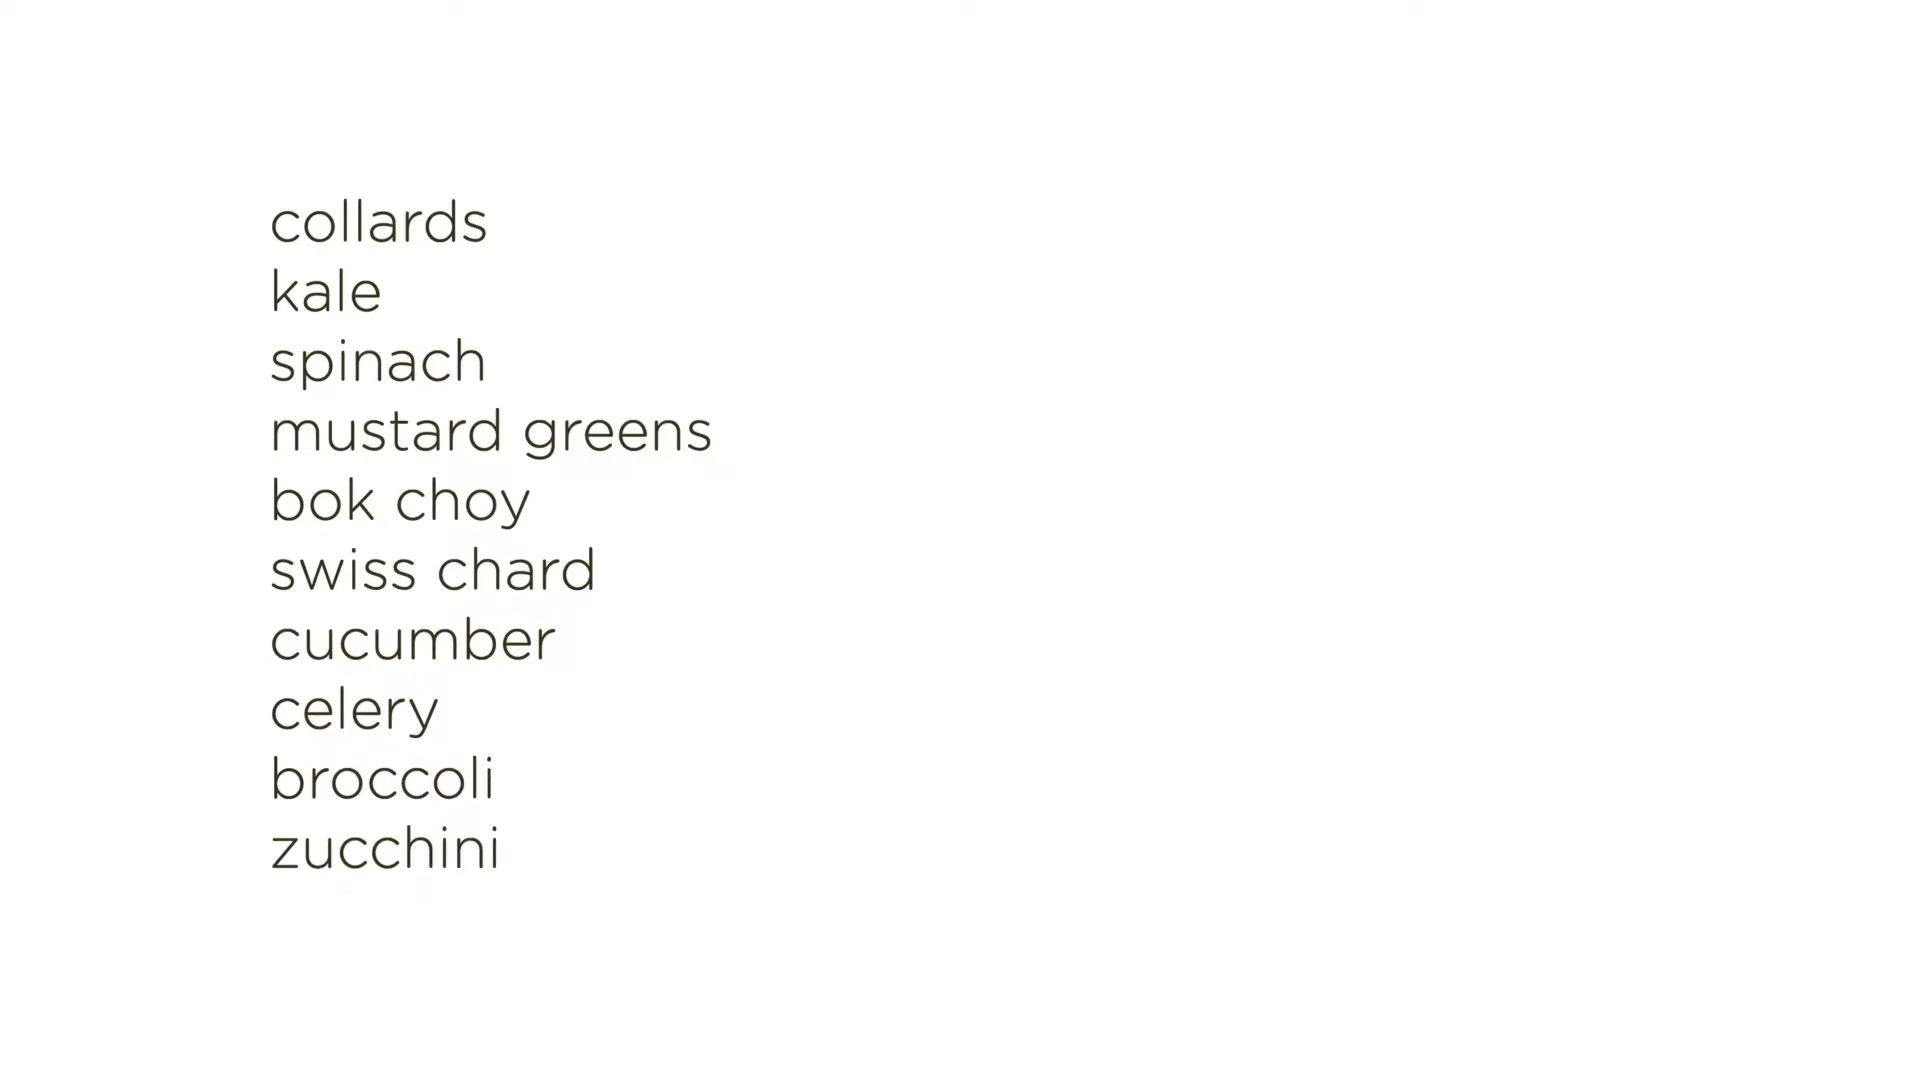 collards
kale
spinach
mustard greens
bok choy
swiss chard
cucumber
celery
broccoli
zucchini